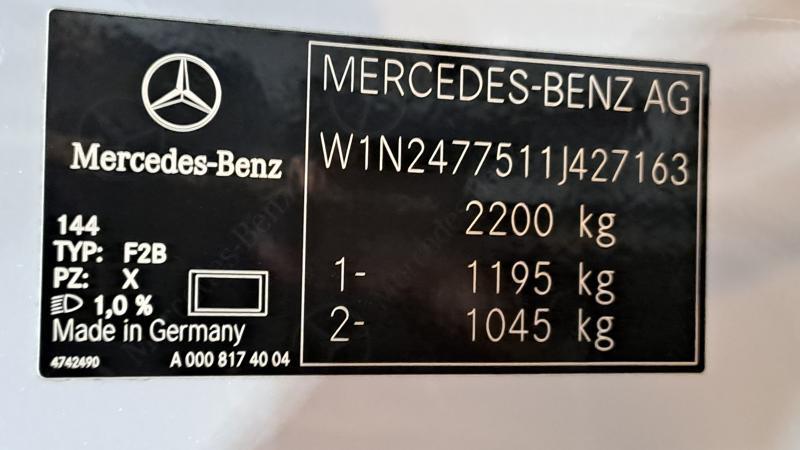 Mercedes-Benz
144
TYP: F2B
PZ: X
1,0 %
Made in Germany
4742490 A 000 817 40 04
MERCEDES-BENZ AG
W1N2477511J427163
2200 kg
1- 1195 kg
2- 1045 kg